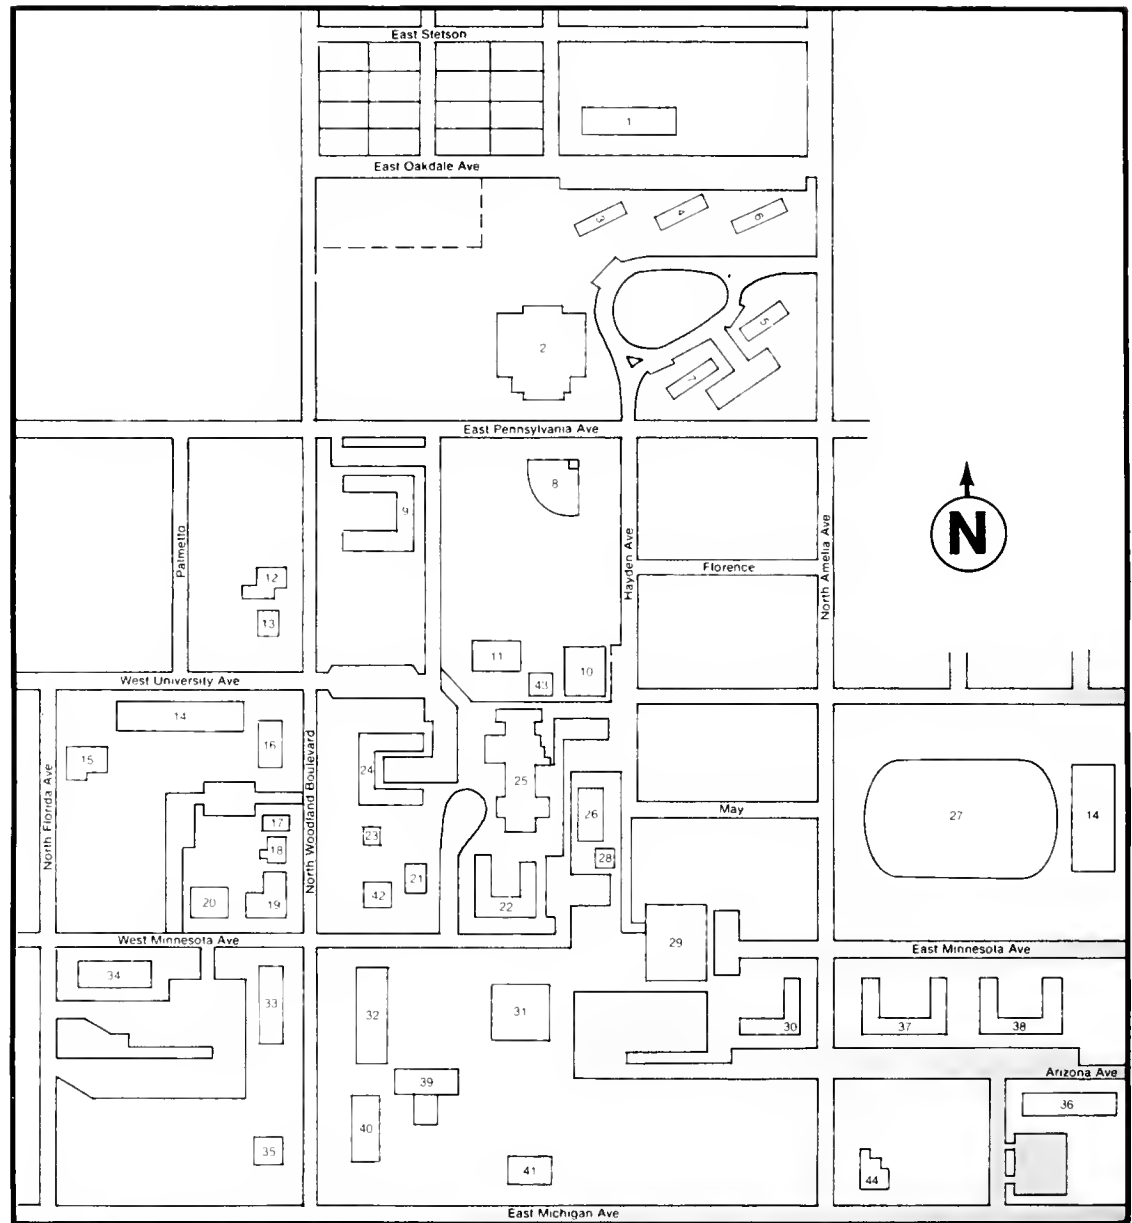 East Stetson
1
East Oakdale Ave
3
4
6
5
2
7
East Pennsylvania Ave
8
9
Palmetto
Hayden Ave
North Amelia Ave
N
Florence
12
13
11
10
43
West University Ave
14
16
15
24
25
North Florida Ave
North Woodland Boulevard
26
May
27
14
17
23
18
28
21
20
19
42
22
West Minnesota Ave
29
East Minnesota Ave
34
33
32
31
30
37
38
Arizona Ave
39
36
40
35
41
44
East Michigan Ave